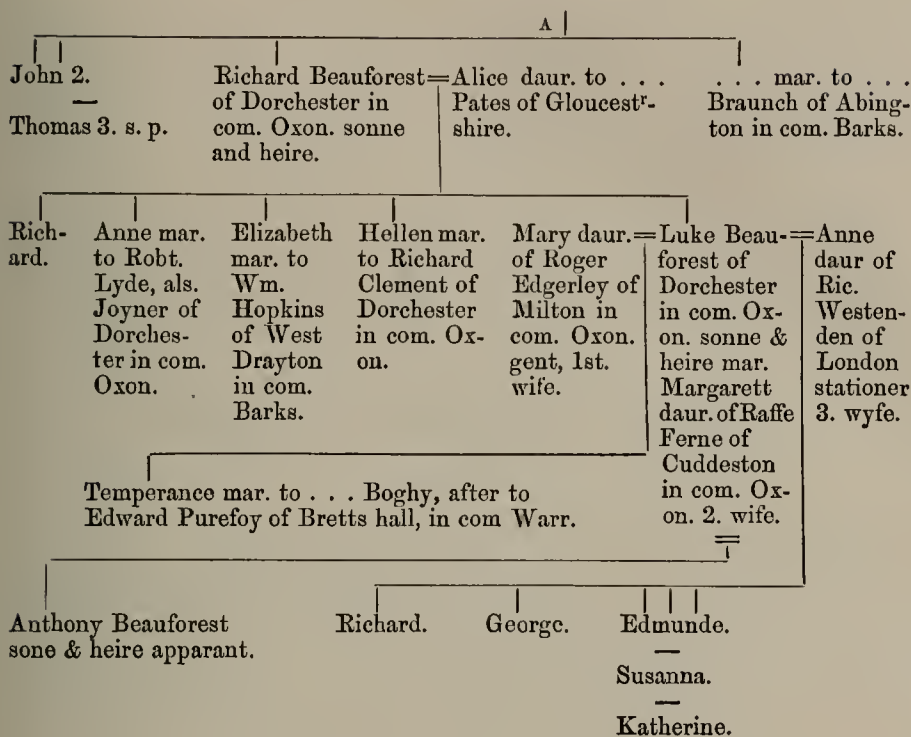 A
John 2.
Thomas 3. s. p.
Richard Beauforest=
of Dorchester in
com. Oxon. sonne
and heire.
Alice daur. to . . .
Pates of Gloucestʳ-
shire.
. . . mar. to . . .
Braunch of Abing-
ton in com. Barks.
Rich-
ard.
Anne mar.
to Robt.
Lyde, als.
Joyner of
Dorches-
ter in com.
Oxon.
Elizabeth
mar. to
Wm.
Hopkins
of West
Drayton
in com.
Barks.
Hellen mar.
to Richard
Clement of
Dorchester
in com. Ox-
on.
Mary daur.=
of Roger
Edgerley of
Milton in
com. Oxon.
gent, 1st.
wife.
Luke Beau-=
forest of
Dorchester
in com. Ox-
on. sonne &
heire mar.
Margarett
daur. of Raffe
Ferne of
Cuddeston
in com. Ox-
on. 2. wife.
Anne
daur of
Ric.
Westen-
den of
London
stationer
3. wyfe.
Temperance mar. to . . . Boghy, after to
Edward Purefoy of Bretts hall, in com Warr.
Anthony Beauforest
sone & heire apparant.
Richard.
George.
Edmunde.
Susanna.
Katherine.